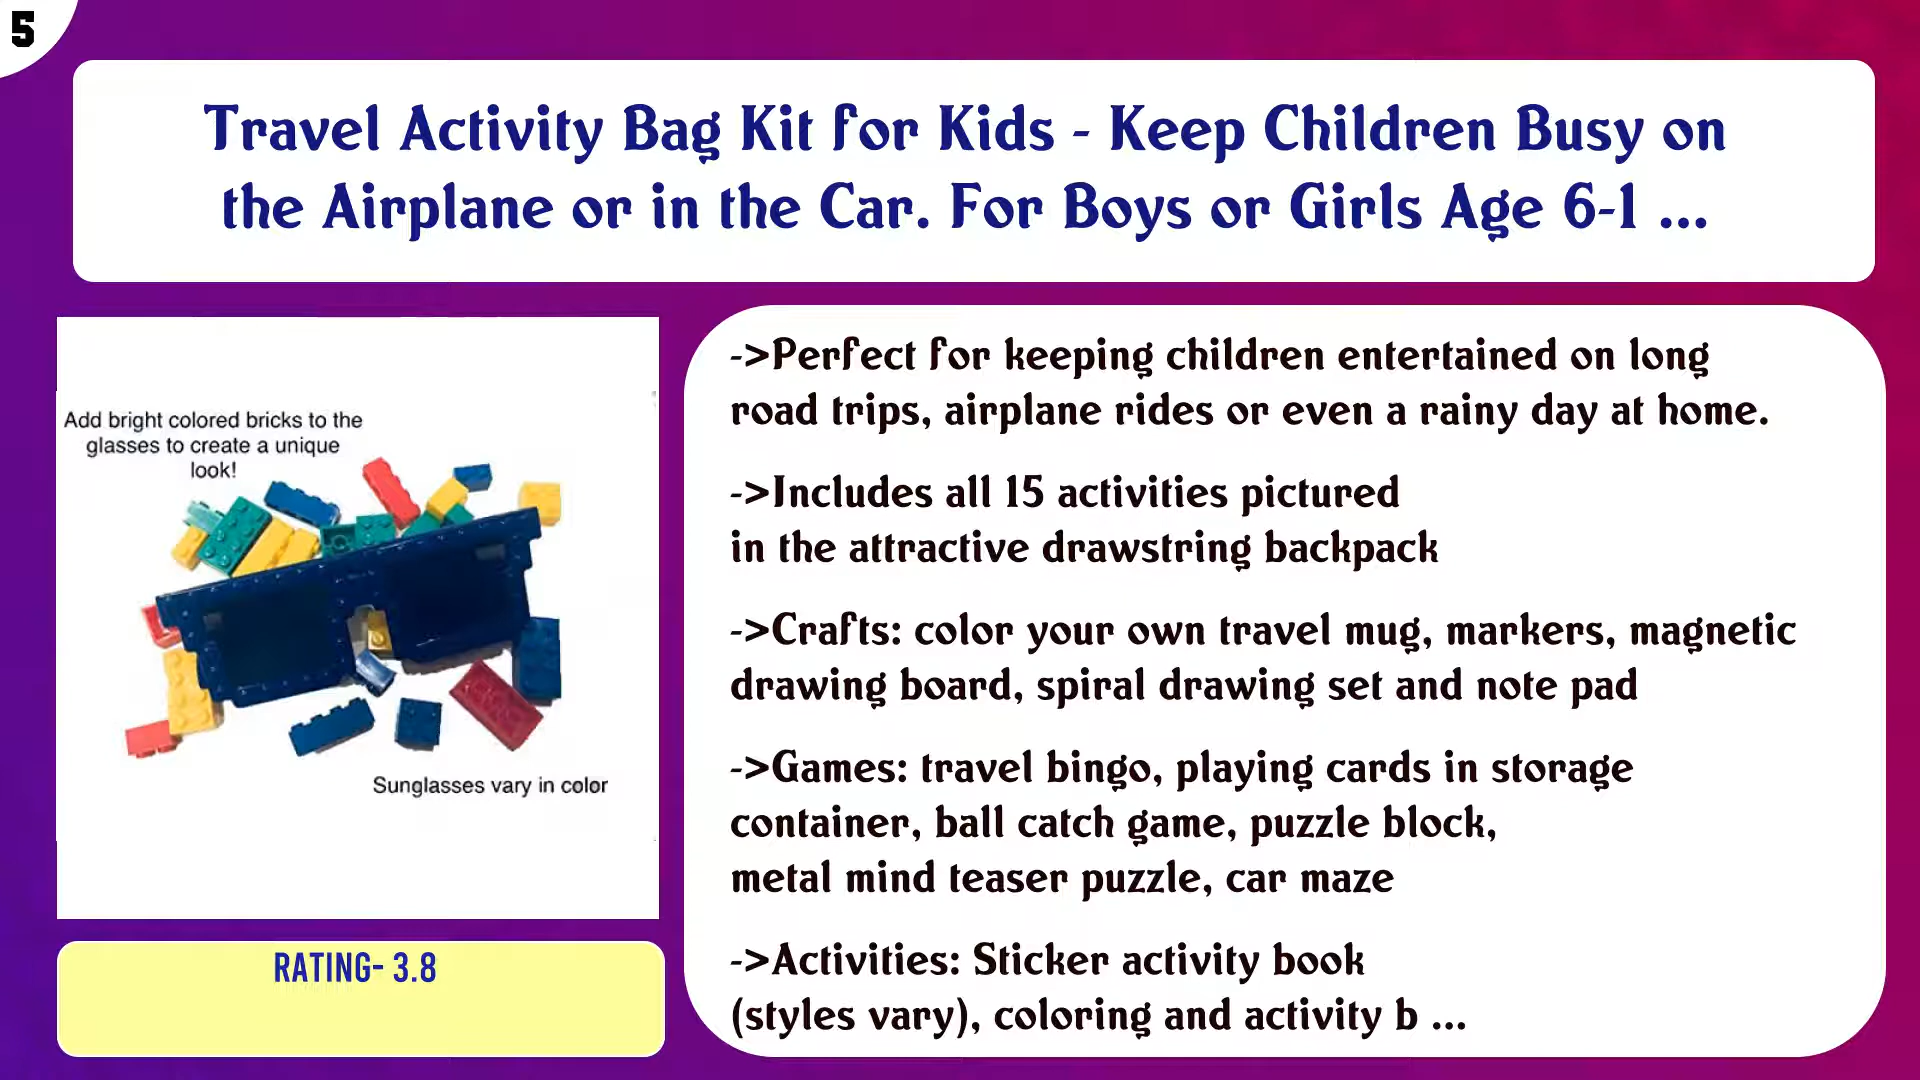 5
Travel Activity Bag Kit for Kids - Keep Children Busy on
the Airplane or in the Car. For Boys or Girls Age 6-1 ...
Add bright colored bricks to the
glasses to create a unique
look!
Sunglasses vary in color
RATING- 3.8
->Perfect for keeping children entertained on long
road trips, airplane rides or even a rainy day at home.
->Includes all 15 activities pictured
in the attractive drawstring backpack
->Crafts: color your own travel mug, markers, magnetic
drawing board, spiral drawing set and note pad
->Games: travel bingo, playing cards in storage
container, ball catch game, puzzle block,
metal mind teaser puzzle, car maze
->Activities: Sticker activity book
(styles vary), coloring and activity b ...